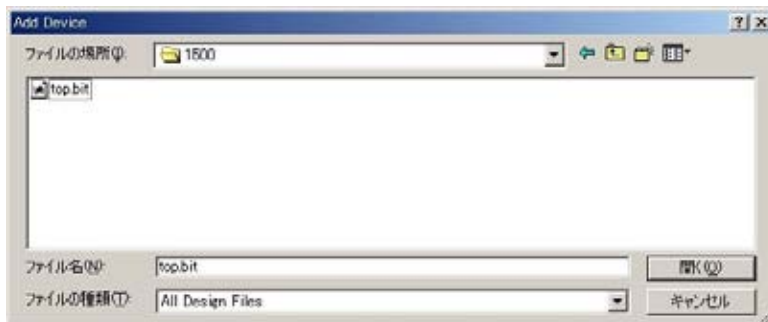 Add Device
ファイルの場所(I):
1500
top.bit
ファイル名(N):
top.bit
開く(O)
ファイルの種類(T):
All Design Files
キャンセル